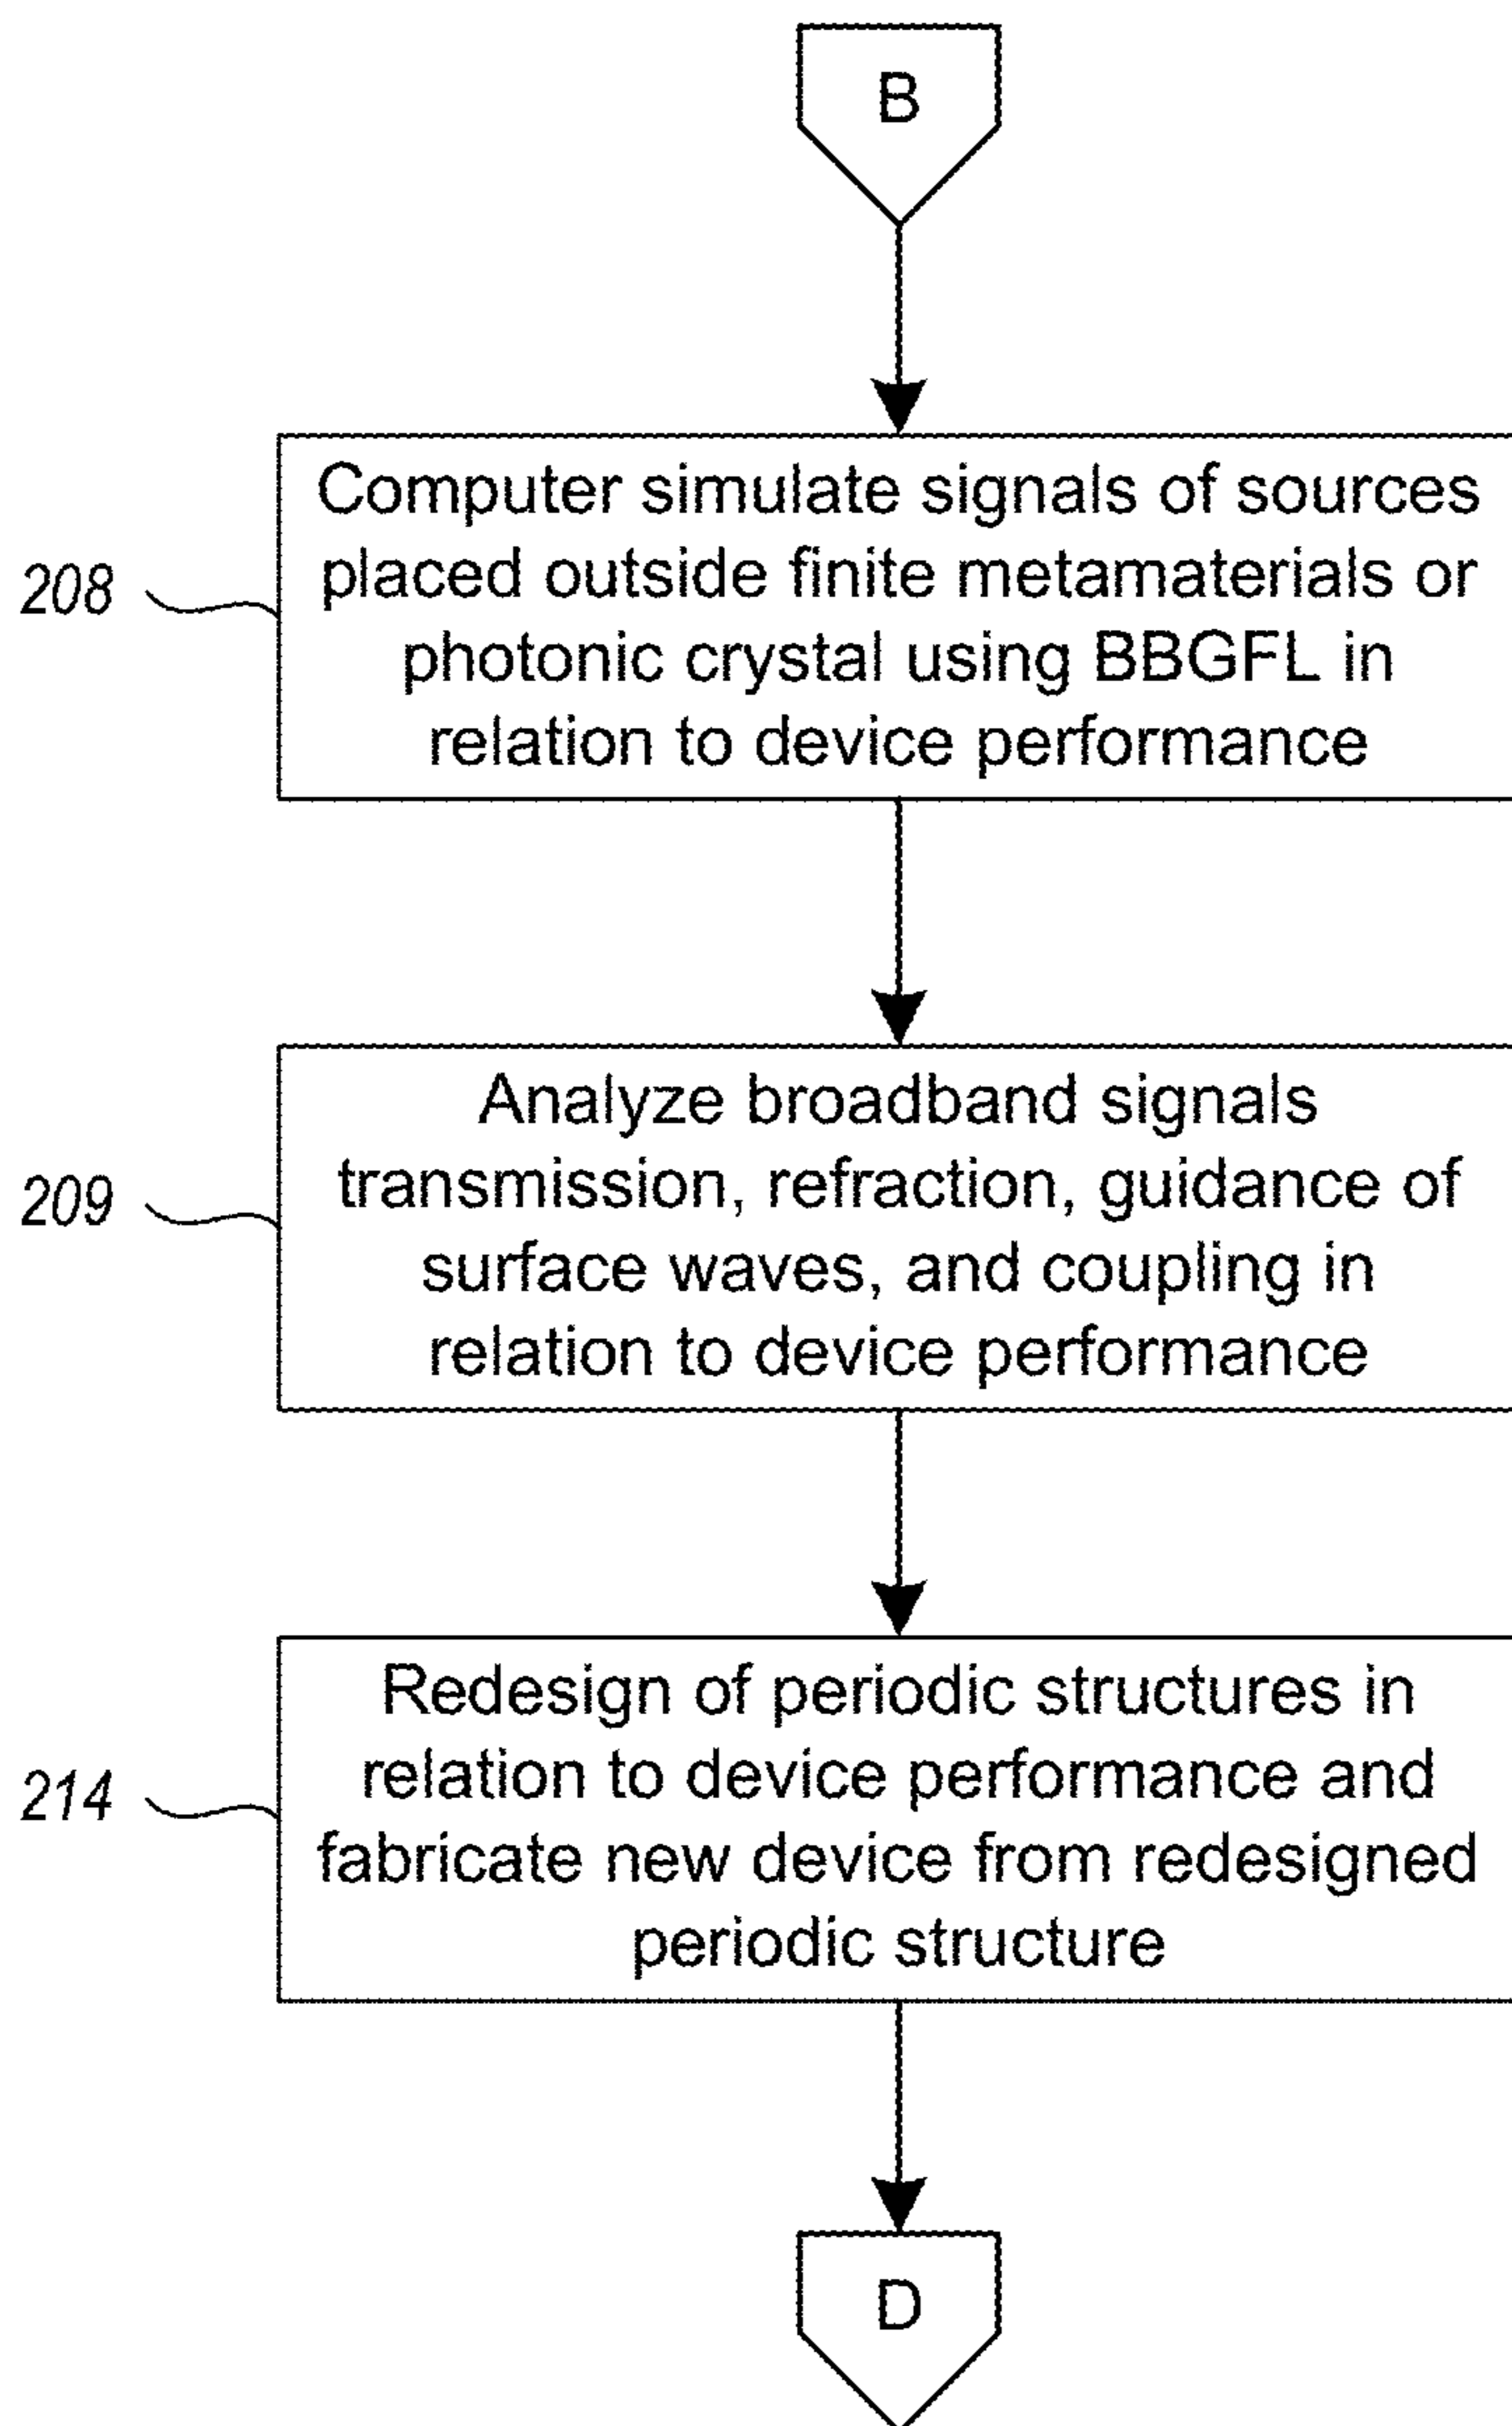 B
Computer simulate signals of sources
placed outside finite metamaterials or
photonic crystal using BBGFL in
relation to device performance
208
Analyze broadband signals
transmission, refraction, guidance of
surface waves, and coupling in
relation to device performance
209
Redesign of periodic structures in
relation to device performance and
fabricate new device from redesigned
periodic structure
214
D